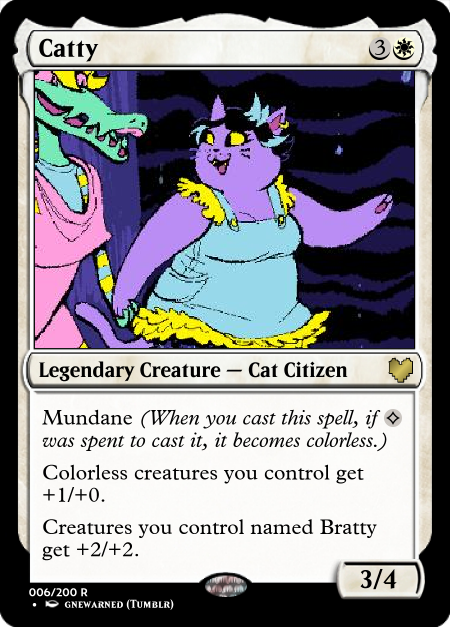 Catty 3
Legendary Creature — Cat Citizen
Mundane (When you cast this spell, if
was spent to cast it, it becomes colorless.)
Colorless creatures you control get
+1/+0.
Creatures you control named Bratty
get +2/+2.
3/4
006/200 R
• GNEWARNED (TUMBLR)